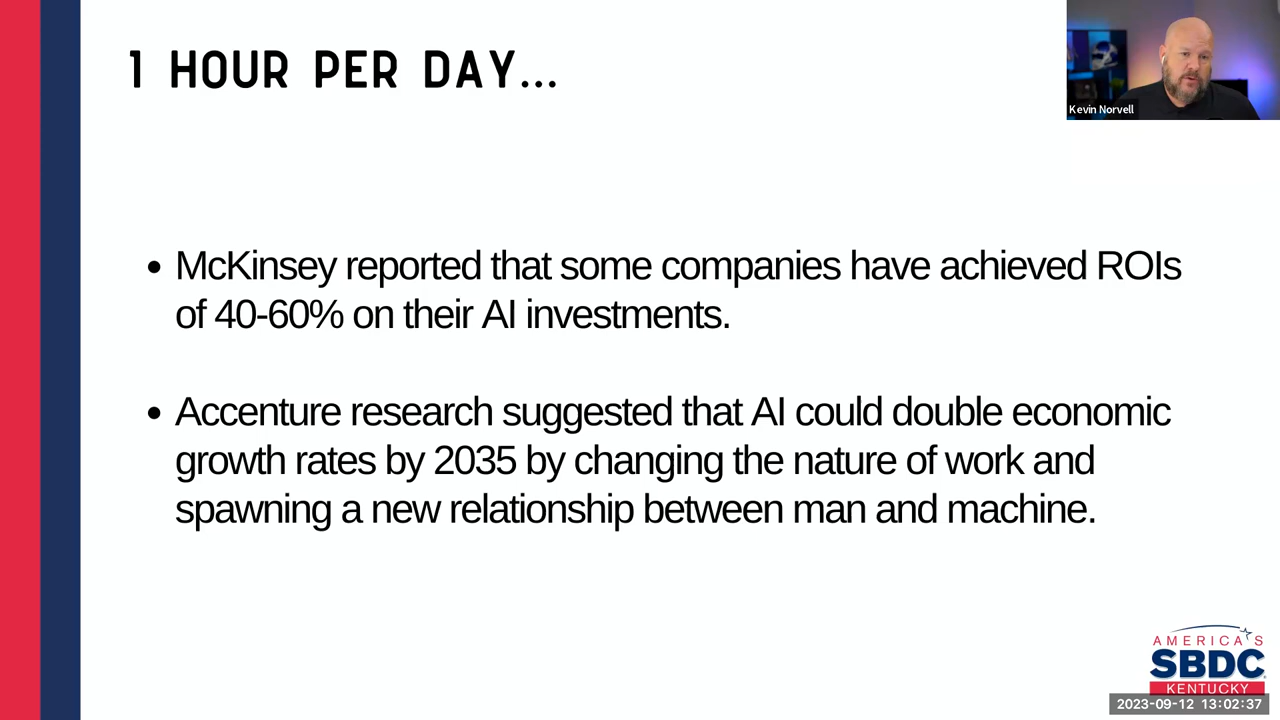 1 HOUR PER DAY...
Kevin Norvell
• McKinsey reported that some companies have achieved ROIs
of 40-60% on their AI investments.
• Accenture research suggested that AI could double economic
growth rates by 2035 by changing the nature of work and
spawning a new relationship between man and machine.
AMERICA'S
SBDC
KENTUCKY
2023-09-12 13:02:37